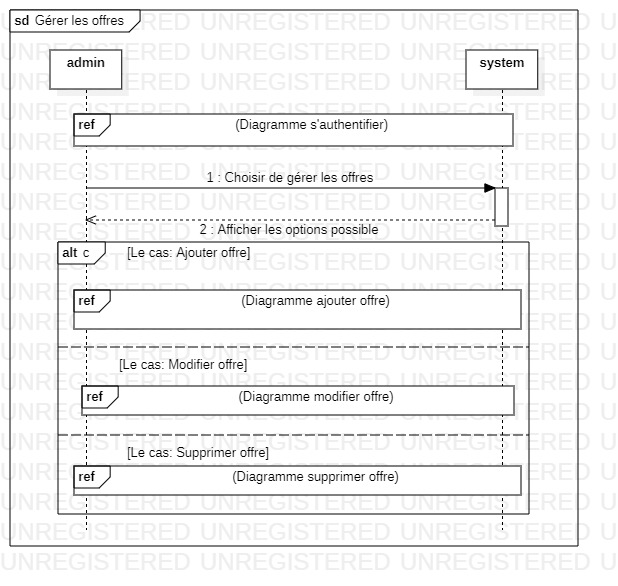 sd Gérer les offres
admin
system
ref (Diagramme s'authentifier)
1 : Choisir de gérer les offres
2 : Afficher les options possible
alt c [Le cas: Ajouter offre]
ref (Diagramme ajouter offre)
[Le cas: Modifier offre]
ref (Diagramme modifier offre)
[Le cas: Supprimer offre]
ref (Diagramme supprimer offre)
UNREGISTERED